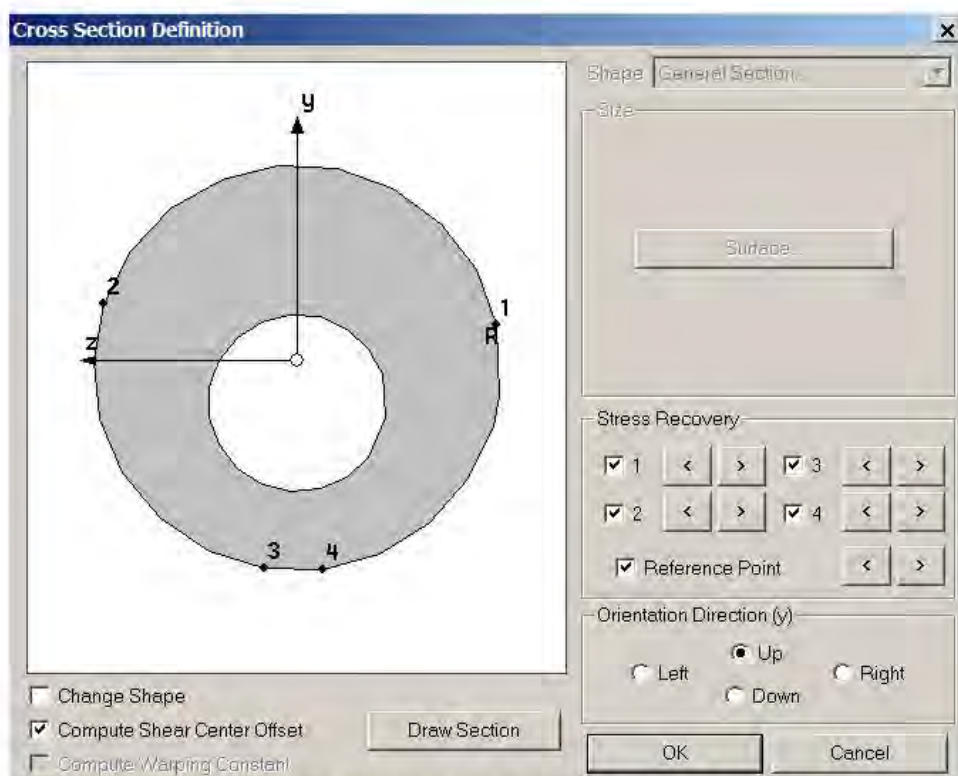 Cross Section Definition
y
2
z
1
R
3
4
Shape General Section...
Size
Surface...
Stress Recovery
1 < > 3 < >
2 < > 4 < >
Reference Point < >
Orientation Direction (y)
Up
Left
Right
Down
Change Shape
Compute Shear Center Offset
Draw Section
Compute Warping Constant
OK
Cancel